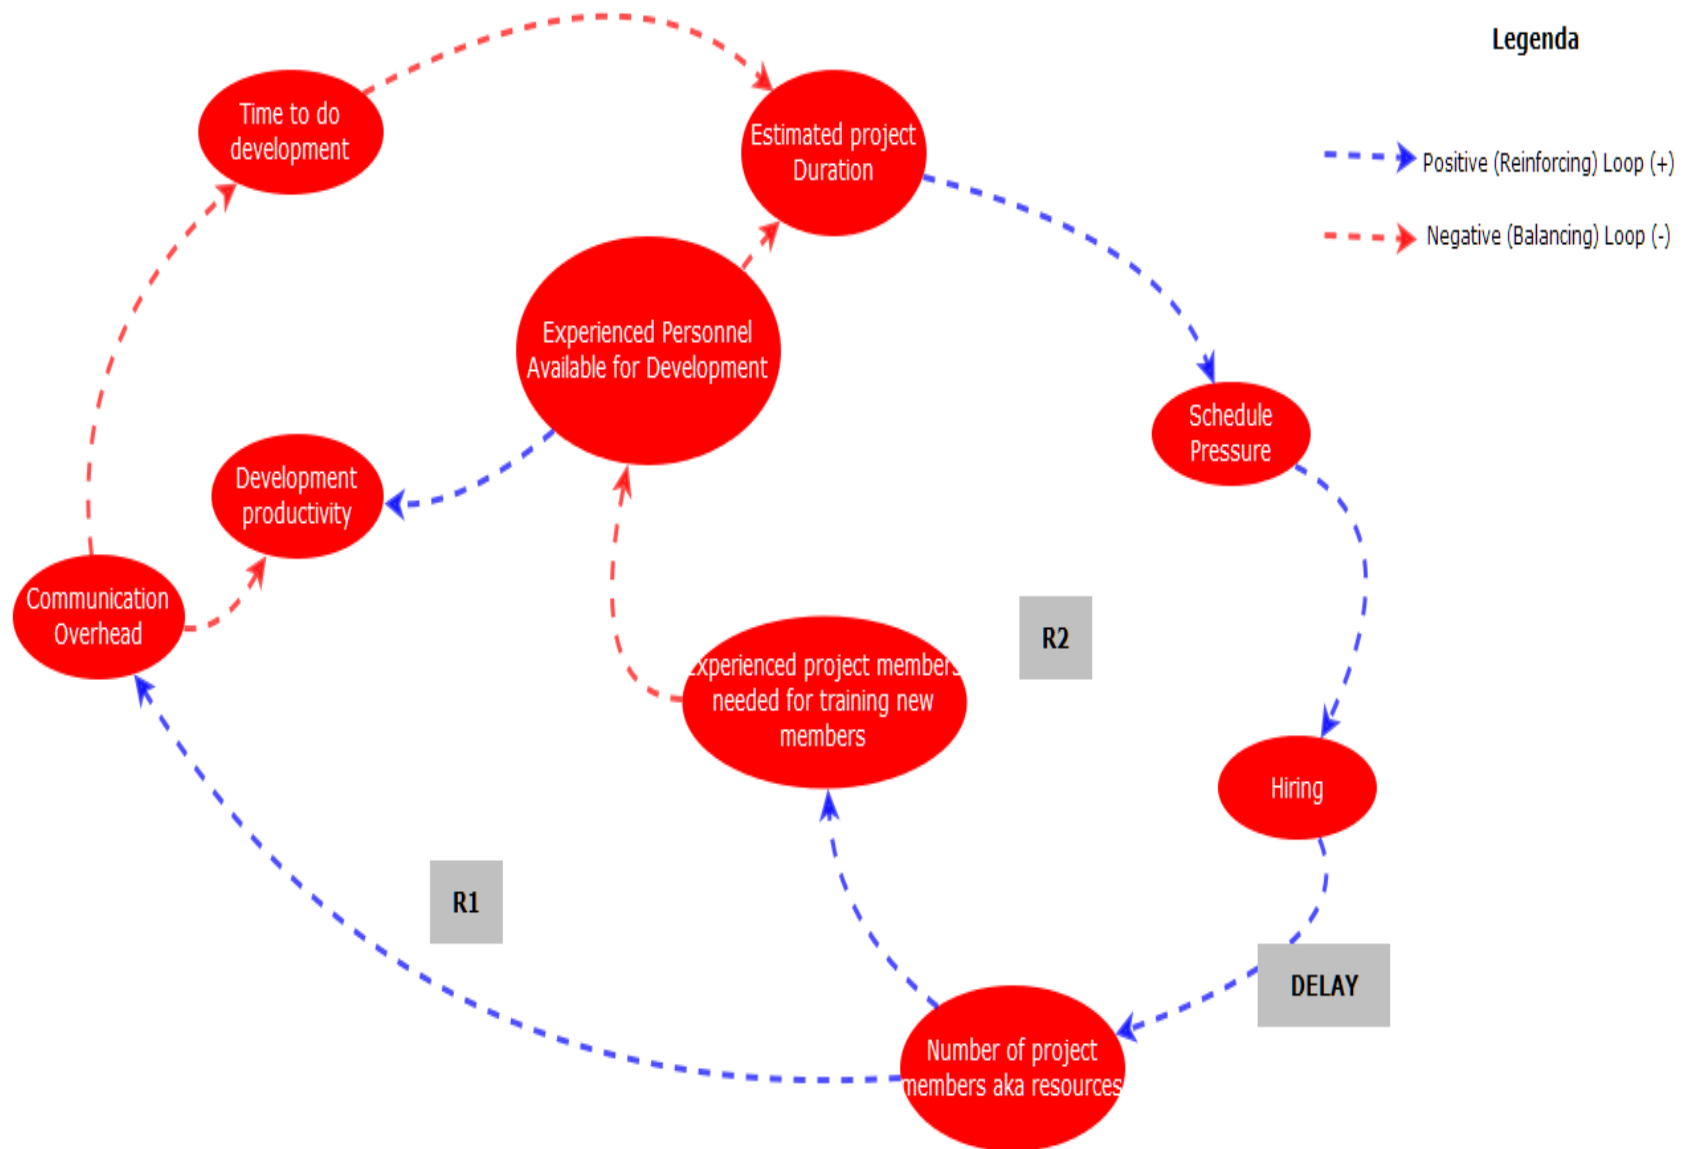 Legenda
Positive (Reinforcing) Loop (+)
Negative (Balancing) Loop (-)
Time to do
development
Estimated project
Duration
Experienced Personnel
Available for Development
Schedule
Pressure
Development
productivity
Communication
Overhead
xperienced project members
needed for training new
members
R2
Hiring
R1
DELAY
Number of project
members aka resources